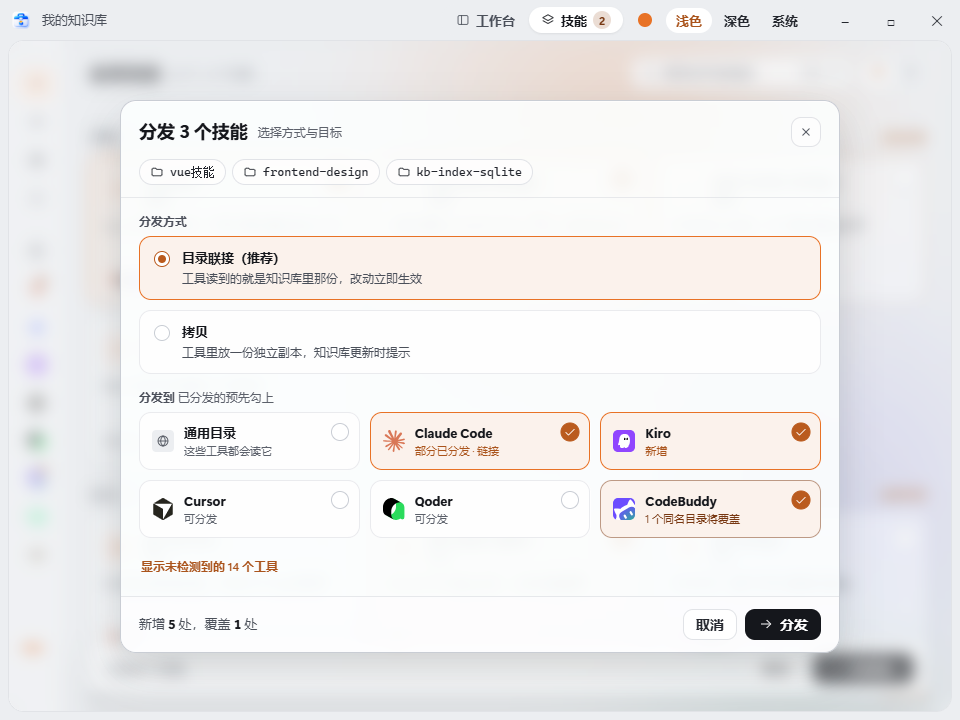 我的知识库
工作台
技能 2
浅色
深色
系统
分发 3 个技能 选择方式与目标
vue技能
frontend-design
kb-index-sqlite
分发方式
目录联接（推荐）
工具读到的就是知识库里那份，改动立即生效
拷贝
工具里放一份独立副本，知识库更新时提示
分发到 已分发的预先勾上
通用目录
这些工具都会读它
Claude Code
部分已分发 · 链接
Kiro
新增
Cursor
可分发
Qoder
可分发
CodeBuddy
1 个同名目录将覆盖
显示未检测到的 14 个工具
新增 5 处，覆盖 1 处
取消
分发